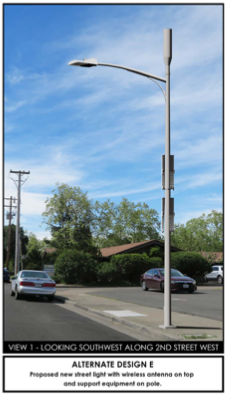 VIEW 1 - LOOKING SOUTHWEST ALONG 2ND STREET WEST
ALTERNATE DESIGN E
Proposed new street light with wireless antenna on top
and support equipment on pole.